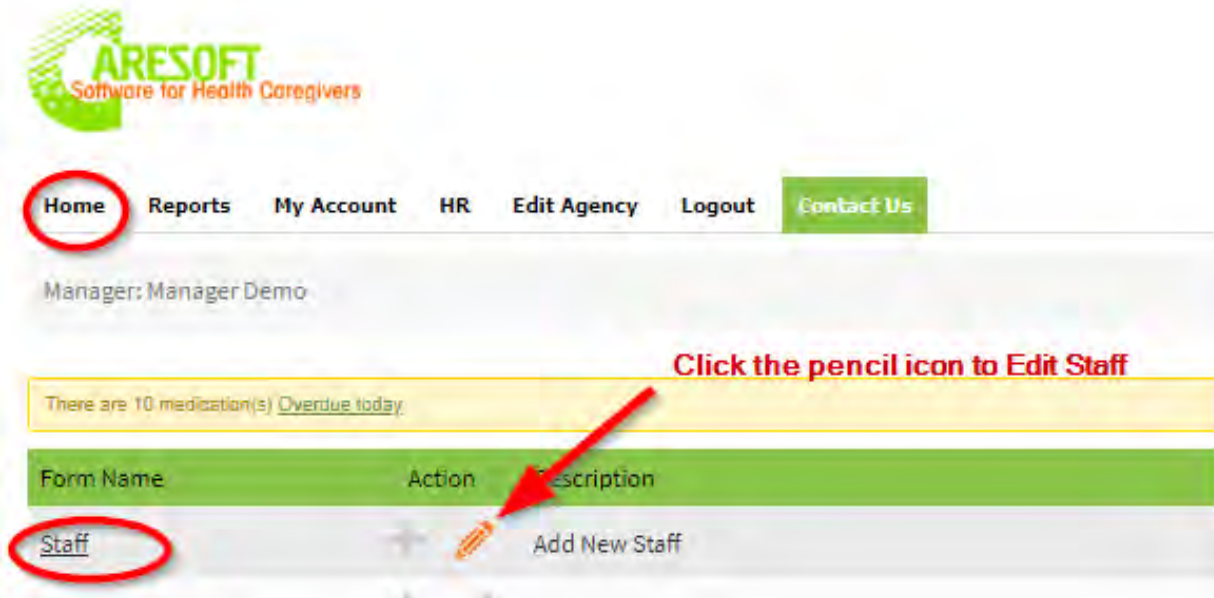 ARESOFT
Software for Health Caregivers
Home Reports My Account HR Edit Agency Logout Contact Us
Manager: Manager Demo
Click the pencil icon to Edit Staff
There are 10 medication(s) Overdue today
Form Name Action Description
Staff Add New Staff